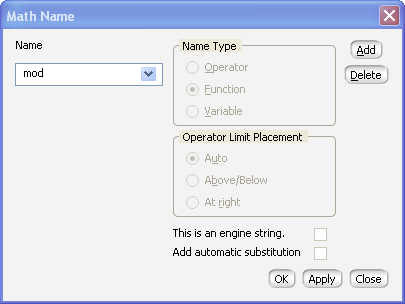 Math Name
Name
mod
Name Type
Operator
Function
Variable
Add
Delete
Operator Limit Placement
Auto
Above/Below
At right
This is an engine string.
Add automatic substitution
OK Apply Close